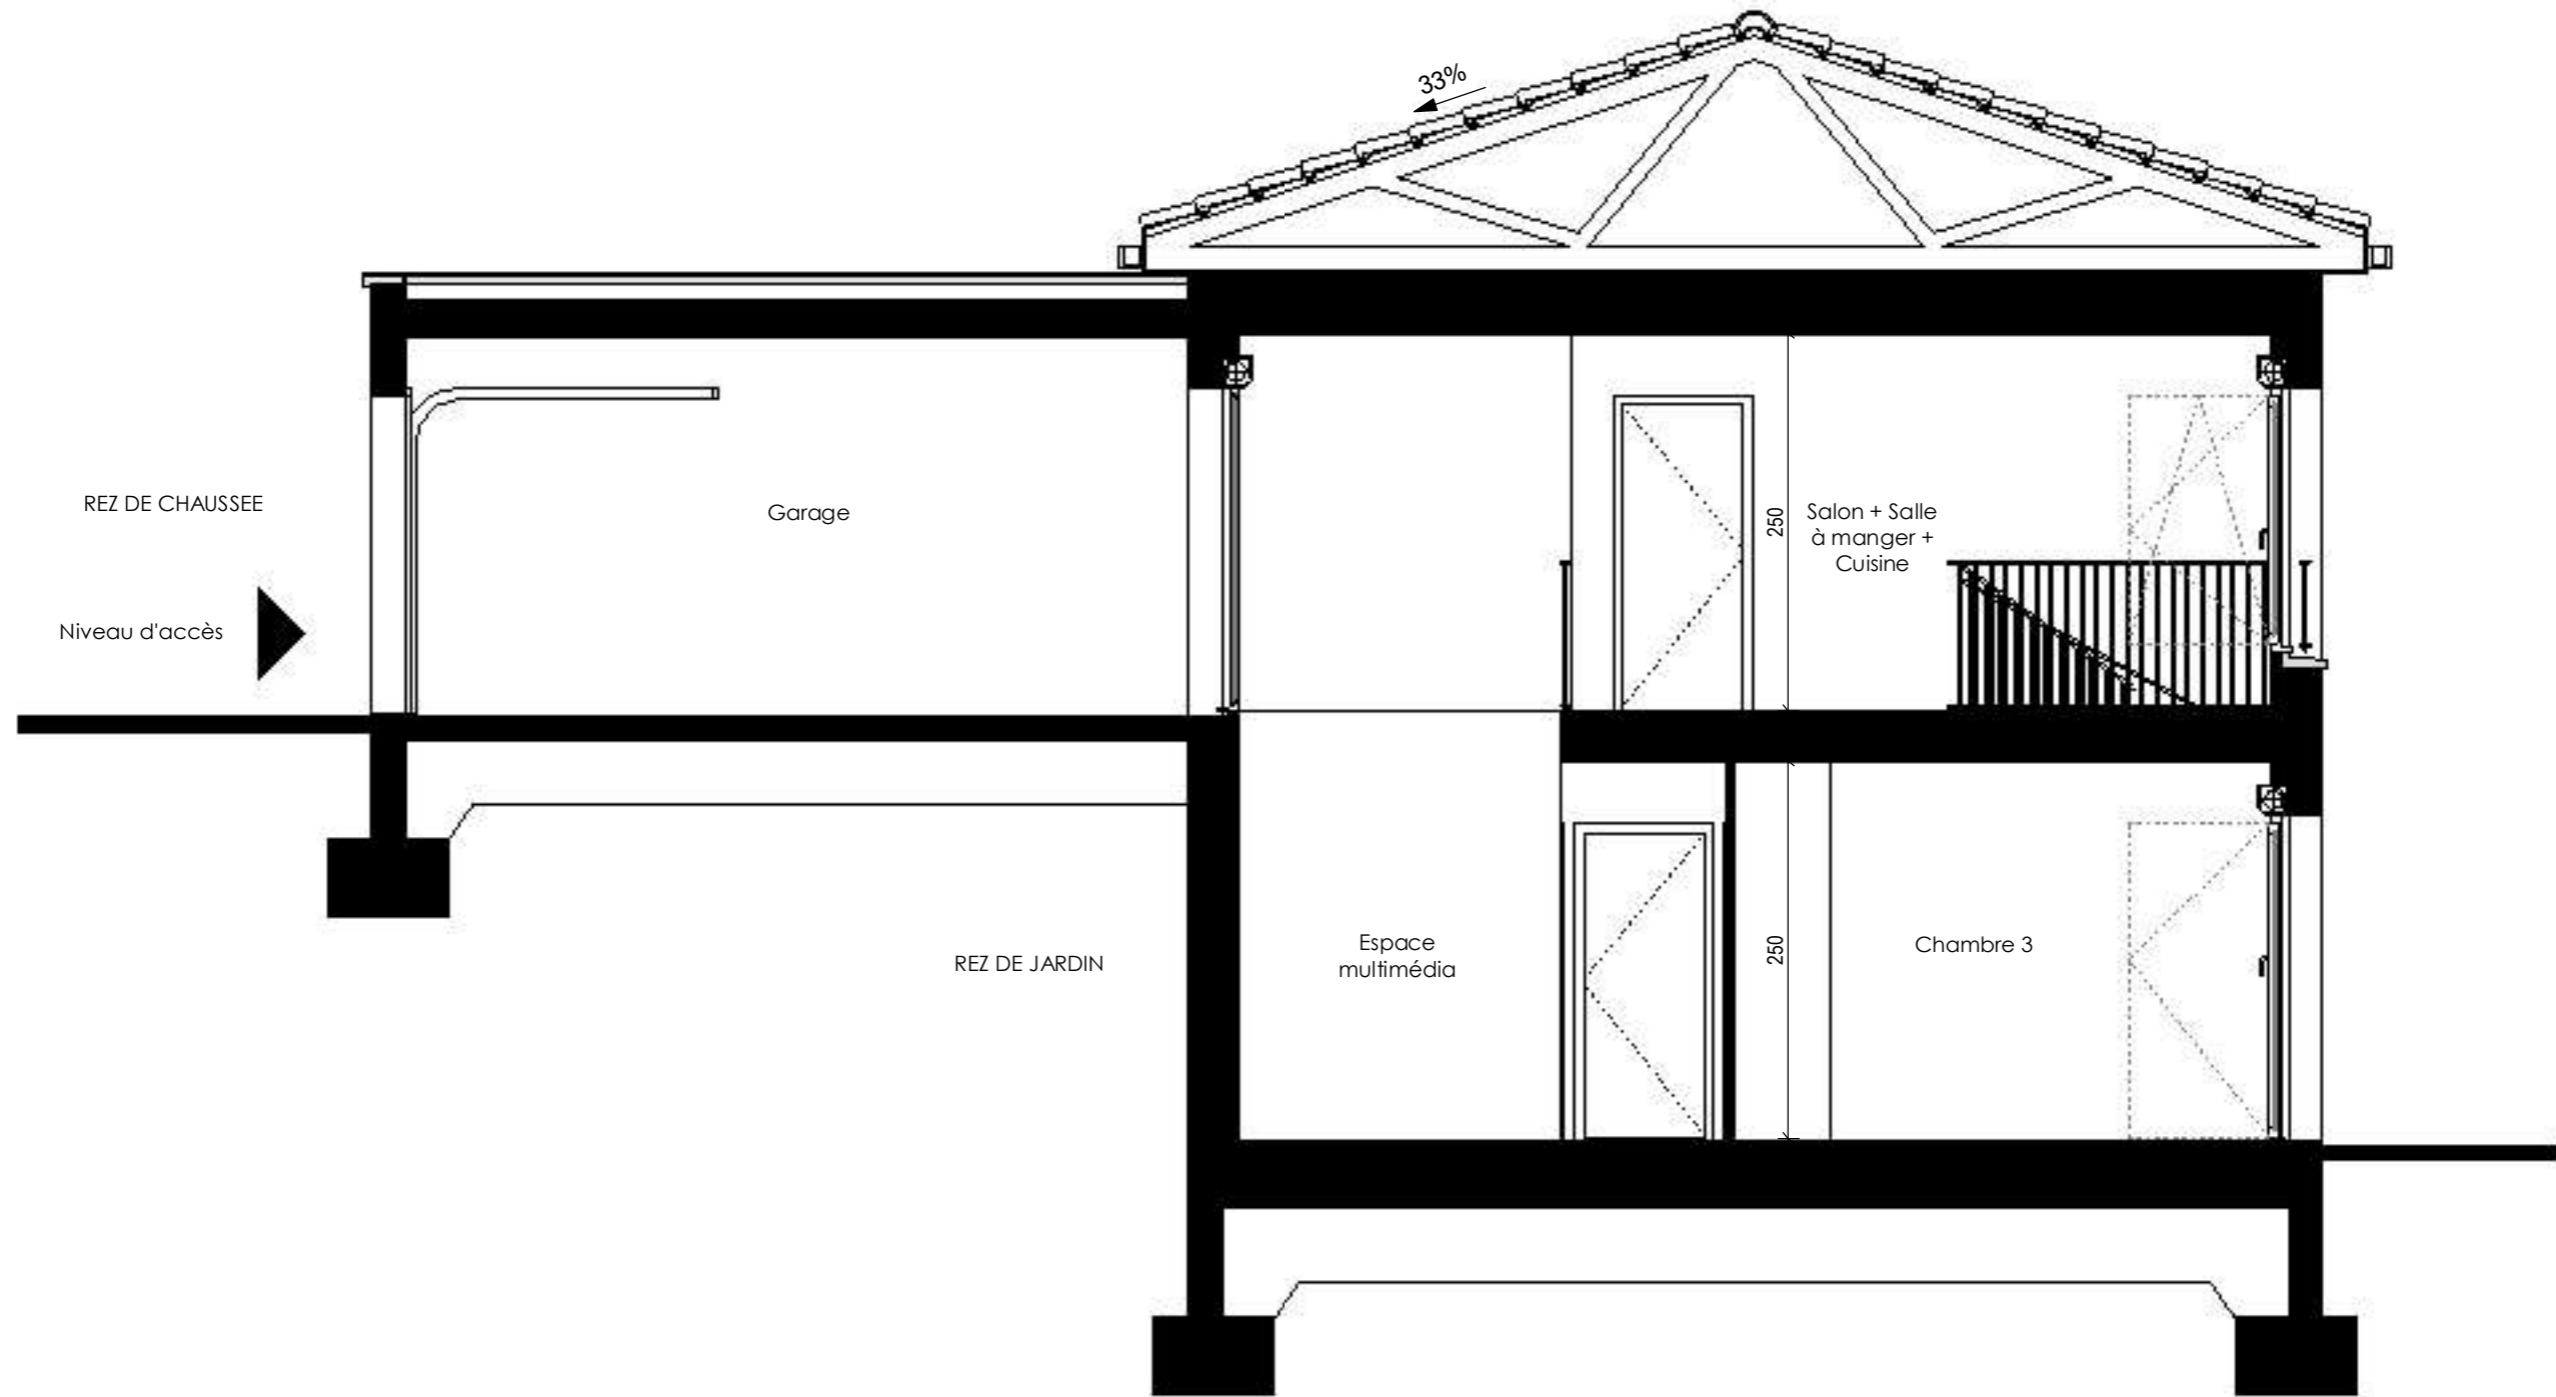 33%
REZ DE CHAUSSEE
Garage
250
Salon + Salle
à manger +
Cuisine
Niveau d'accès
REZ DE JARDIN
Espace
multimédia
250
Chambre 3